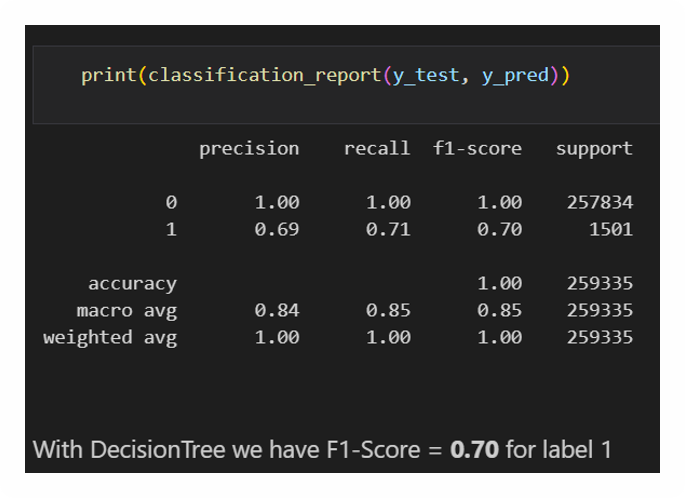 print(classification_report(y_test, y_pred))
precision recall f1-score support
0 1.00 1.00 1.00 257834
1 0.69 0.71 0.70 1501
accuracy 1.00 259335
macro avg 0.84 0.85 0.85 259335
weighted avg 1.00 1.00 1.00 259335
With DecisionTree we have F1-Score = 0.70 for label 1